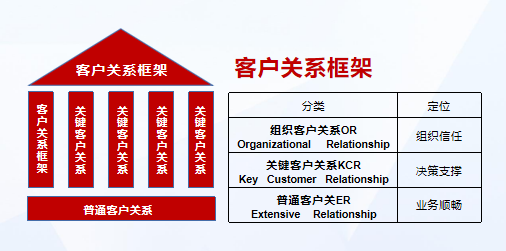 客户关系框架
客户关系框架
关键客户关系
关键客户关系
关键客户关系
关键客户关系
普通客户关系
客户关系框架
分类 定位
组织客户关系OR
Organizational Relationship
组织信任
关键客户关系KCR
Key Customer Relationship
决策支撑
普通客户关ER
Extensive Relationship
业务顺畅